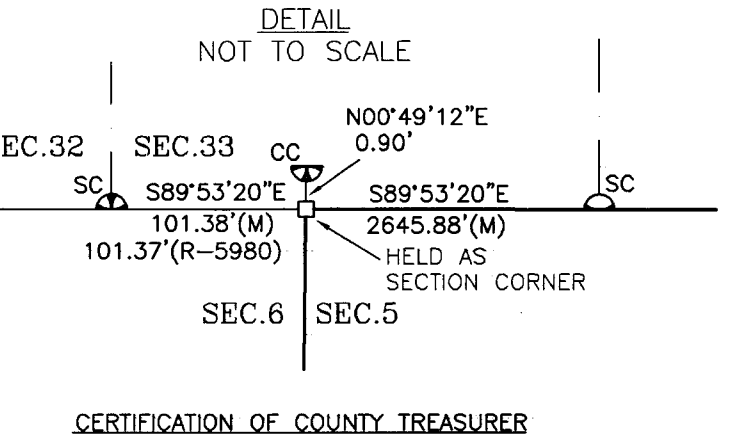 DETAIL
NOT TO SCALE
N00°49'12"E
0.90'
EC.32
SEC.33
CC
SC
S89°53'20"E
S89°53'20"E
SC
101.38'(M)
2645.88'(M)
101.37'(R-5980)
HELD AS
SECTION CORNER
SEC.6
SEC.5
CERTIFICATION OF COUNTY TREASURER